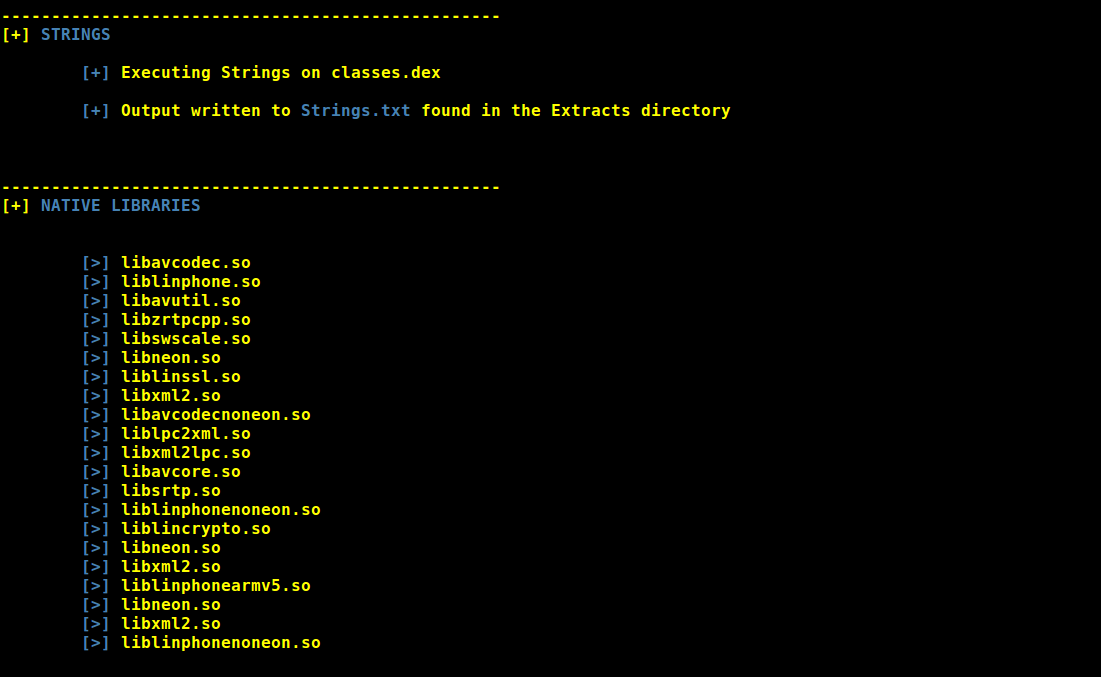 --------------------------------------------------
[+] STRINGS
[+] Executing Strings on classes.dex
[+] Output written to Strings.txt found in the Extracts directory
--------------------------------------------------
[+] NATIVE LIBRARIES
[>] libavcodec.so
[>] liblinphone.so
[>] libavutil.so
[>] libzrtpcpp.so
[>] libswscale.so
[>] libneon.so
[>] liblinssl.so
[>] libxml2.so
[>] libavcodecnoneon.so
[>] liblpc2xml.so
[>] libxml2lpc.so
[>] libavcore.so
[>] libsrtp.so
[>] liblinphonenoneon.so
[>] liblincrypto.so
[>] libneon.so
[>] libxml2.so
[>] liblinphonearmv5.so
[>] libneon.so
[>] libxml2.so
[>] liblinphonenoneon.so